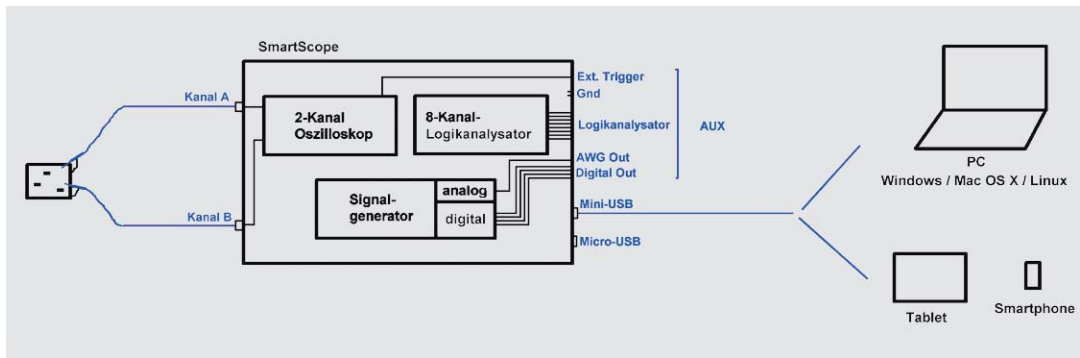 SmartScope
Kanal A
Kanal B
2-Kanal
Oszilloskop
8-Kanal-
Logikanalysator
Signal-
generator
analog
digital
Ext. Trigger
Gnd
Logikanalysator
AWG Out
Digital Out
AUX
Mini-USB
Micro-USB
PC
Windows / Mac OS X / Linux
Tablet
Smartphone